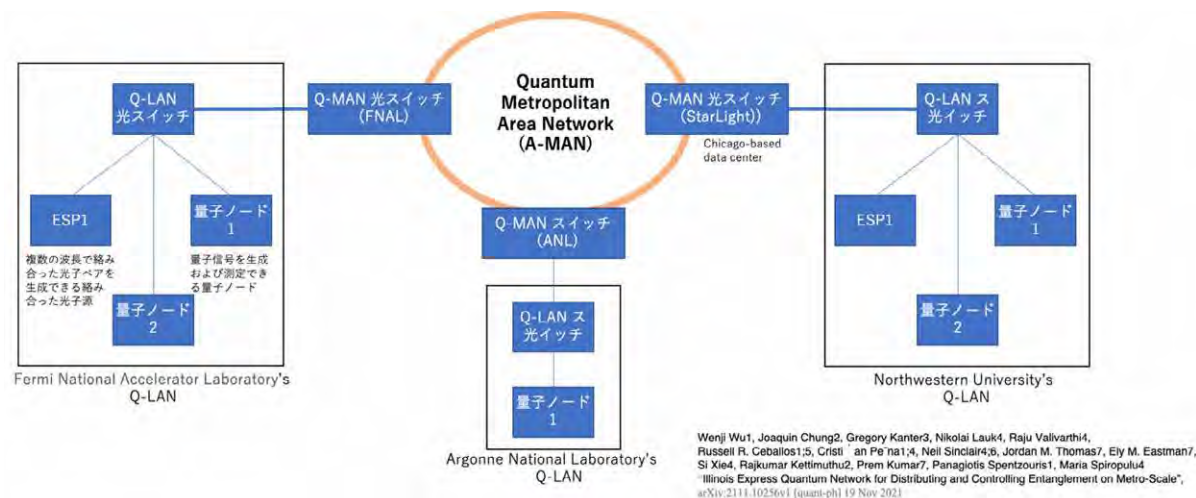 Quantum
Metropolitan
Area Network
(A-MAN)
Q-LAN
光スイッチ
Q-MAN 光スイッチ
(FNAL)
Q-MAN 光スイッチ
(StarLight))
Chicago-based
data center
Q-LAN ス
光イッチ
ESP1
量子ノード
1
複数の波長で絡み
合った光子ペアを
生成できる絡み
合った光子源
量子信号を生成
および測定でき
る量子ノード
量子ノード
2
Fermi National Accelerator Laboratory's
Q-LAN
Q-MAN スイッチ
(ANL)
Q-LAN ス
光イッチ
量子ノード
1
Argonne National Laboratory's
Q-LAN
ESP1
量子ノード
1
量子ノード
2
Northwestern University's
Q-LAN
Wenji Wu1, Joaquin Chung2, Gregory Kanter3, Nikolai Lauk4, Raju Valivarthi4,
Russell R. Ceballos1;5, Cristi ´ an Pe˜na1;4, Neil Sinclair4;6, Jordan M. Thomas7, Ely M. Eastman7,
Si Xie4, Rajkumar Kettimuthu2, Prem Kumar7, Panagiotis Spentzouris1, Maria Spiropulu4
"Illinois Express Quantum Network for Distributing and Controlling Entanglement on Metro-Scale",
arXiv:2111.10256v1 [quant-ph] 19 Nov 2021